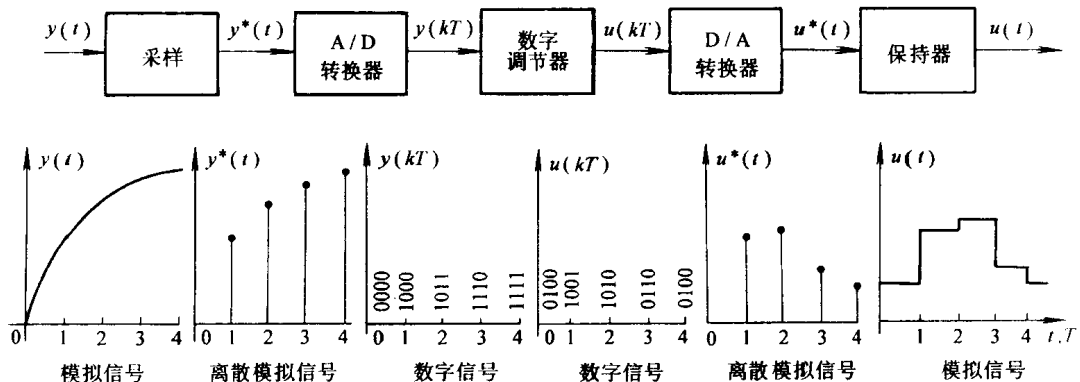 y(t)
采样
y*(t)
A/D
转换器
y(kT)
数字
调节器
u(kT)
D/A
转换器
u*(t)
保持器
u(t)
y(t)
0 1 2 3 4
模拟信号
y*(t)
0 1 2 3 4
离散模拟信号
y(kT)
0000 1000 1011 1110 1111
0 1 2 3 4
数字信号
u(kT)
0100 1001 1010 0110 0100
0 1 2 3 4
数字信号
u*(t)
0 1 2 3 4
离散模拟信号
u(t)
0 1 2 3 4 t,T
模拟信号